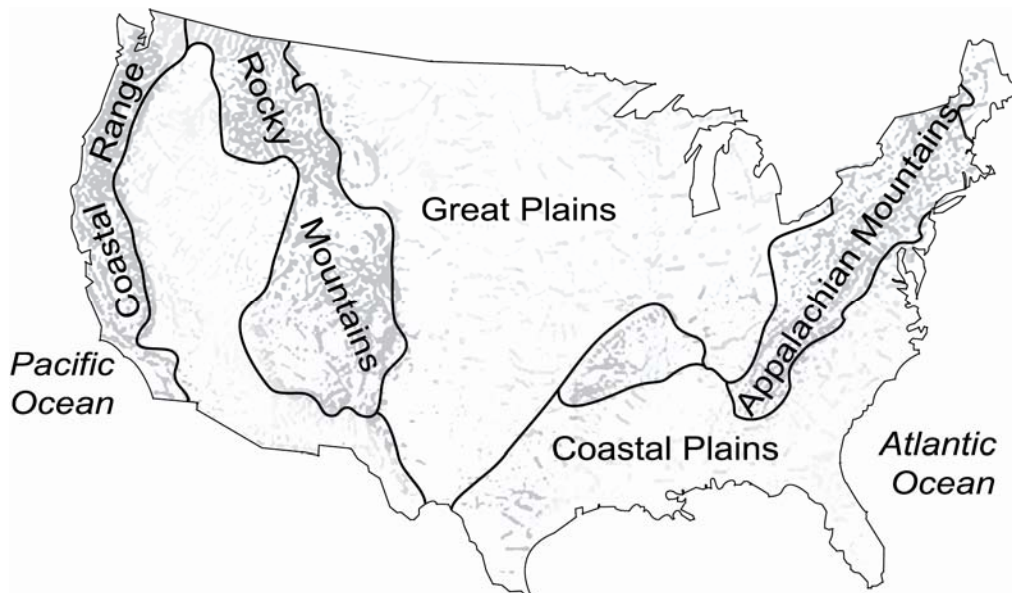 Coastal Range
Rocky Mountains
Great Plains
Appalachian Mountains
Coastal Plains
Pacific
Ocean
Atlantic
Ocean